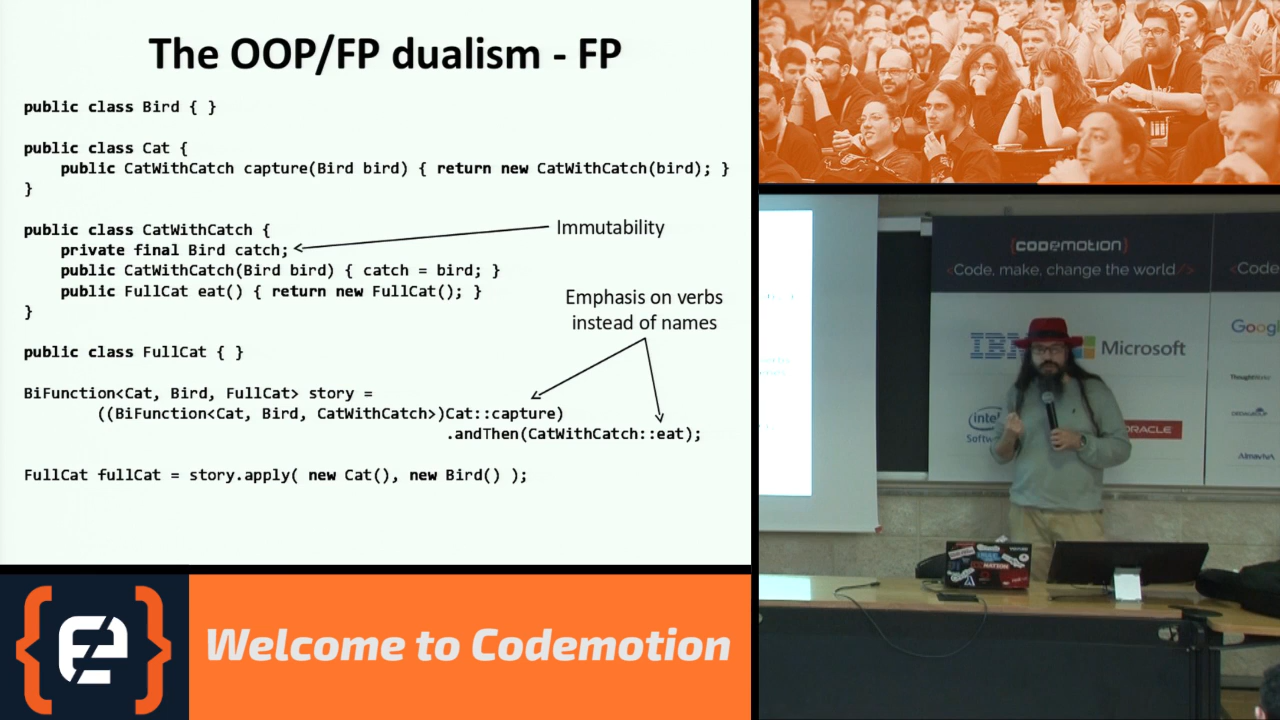 The OOP/FP dualism - FP
public class Bird { }
public class Cat {
public CatWithCatch capture(Bird bird) { return new CatWithCatch(bird); }
}
public class CatWithCatch {
private final Bird catch;
public CatWithCatch(Bird bird) { catch = bird; }
public FullCat eat() { return new FullCat(); }
}
Immutability
Emphasis on verbs
instead of names
public class FullCat { }
BiFunction<Cat, Bird, FullCat> story =
((BiFunction<Cat, Bird, CatWithCatch>)Cat::capture)
.andThen(CatWithCatch::eat);
FullCat fullCat = story.apply( new Cat(), new Bird() );
Welcome to Codemotion
{codemotion}
<Code, make, change the world/>
<Code
IBM
Microsoft
Google
ThoughtWorks
intel
Software
ORACLE
Almaviva